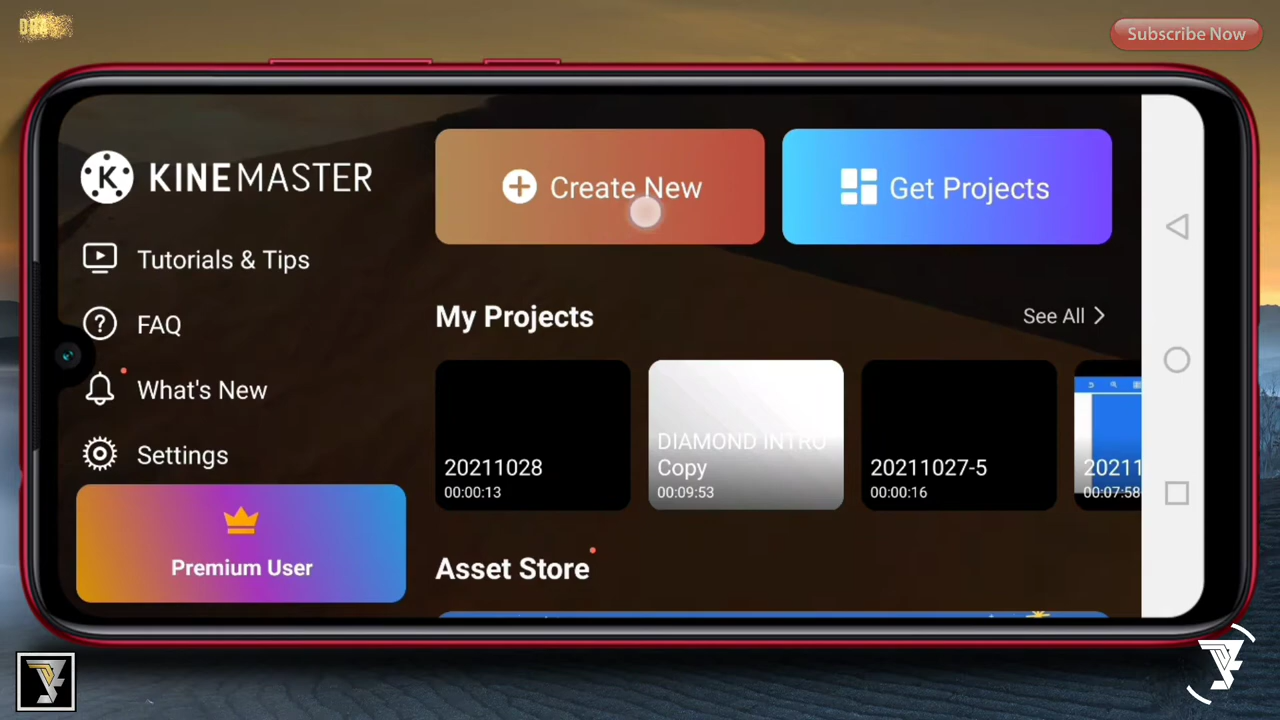 Subscribe Now
KINEMASTER
Create New
Get Projects
Tutorials & Tips
FAQ
What's New
Settings
Premium User
My Projects
See All
20211028
00:00:13
DIAMOND INTRO
Copy
00:09:53
20211027-5
00:00:16
20211
00:07:58
Asset Store